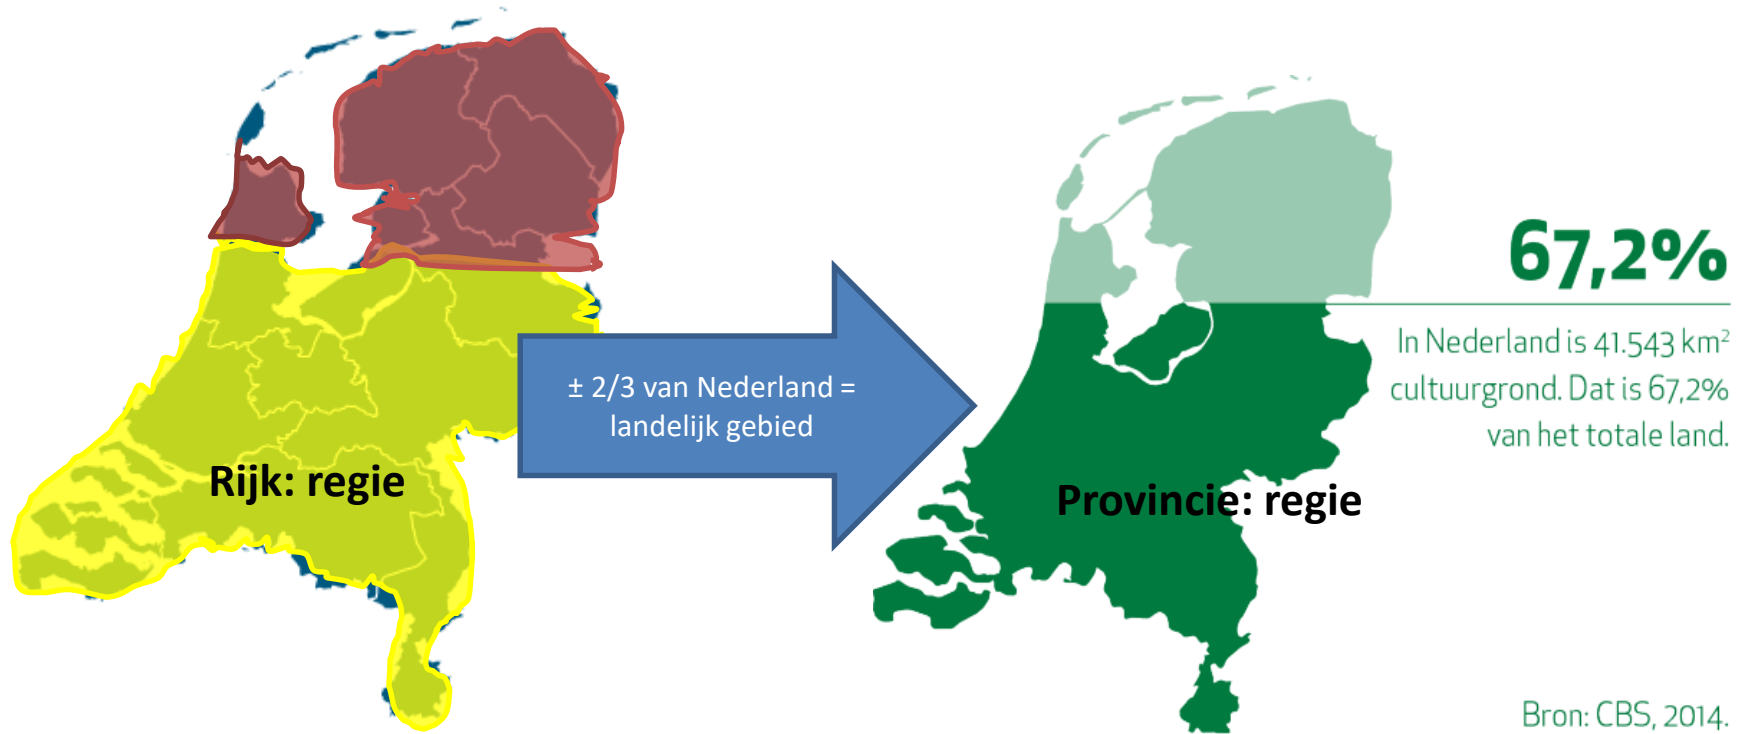 Rijk: regie
± 2/3 van Nederland =
landelijk gebied
Provincie: regie
67,2%
In Nederland is 41.543 km²
cultuurgrond. Dat is 67,2%
van het totale land.
Bron: CBS, 2014.